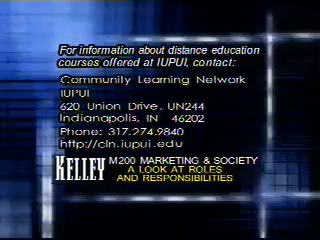 For information about distance education
courses offered at IUPUI, contact:
Community Learning Network
IUPUI
620 Union Drive, UN244
Indianapolis, IN 46202
Phone: 317.274.9840
http://cln.iupui.edu
KELLEY M200 MARKETING & SOCIETY
A LOOK AT ROLES
AND RESPONSIBILITIES